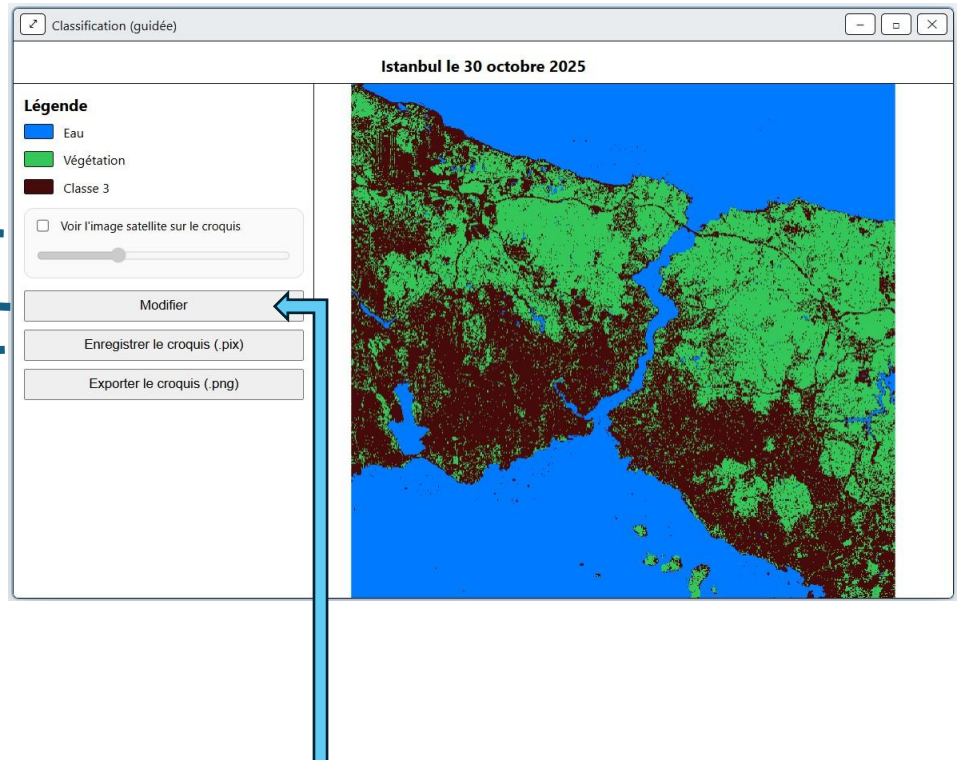 Classification (guidée)
Istanbul le 30 octobre 2025
Légende
Eau
Végétation
Classe 3
Voir l'image satellite sur le croquis
Modifier
Enregistrer le croquis (.pix)
Exporter le croquis (.png)